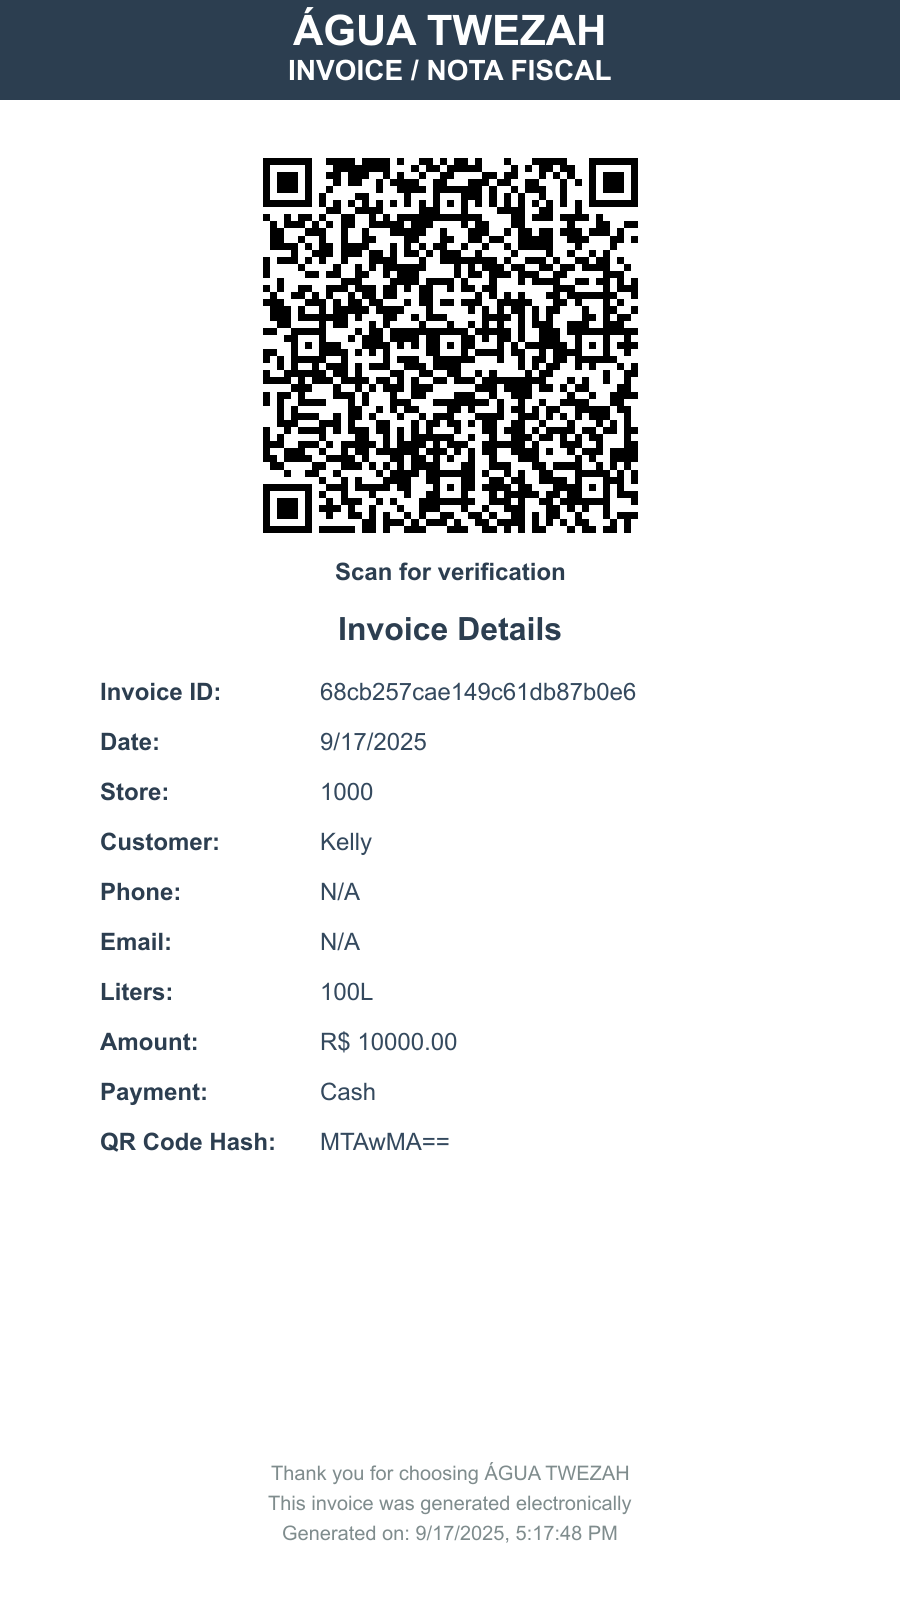 ÁGUA TWEZAH
INVOICE / NOTA FISCAL
Scan for verification
Invoice Details
Invoice ID: 68cb257cae149c61db87b0e6
Date: 9/17/2025
Store: 1000
Customer: Kelly
Phone: N/A
Email: N/A
Liters: 100L
Amount: R$ 10000.00
Payment: Cash
QR Code Hash: MTAwMA==
Thank you for choosing ÁGUA TWEZAH
This invoice was generated electronically
Generated on: 9/17/2025, 5:17:48 PM